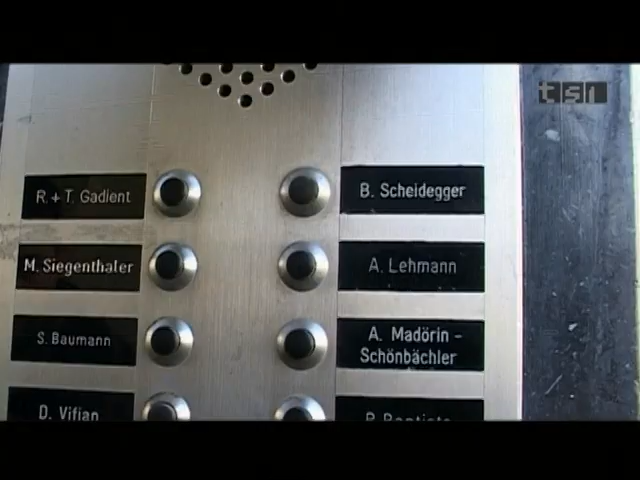 tsr
R. + T. Gadient
B. Scheidegger
M. Siegenthaler
A. Lehmann
S. Baumann
A. Madörin -
Schönbächler
D. Vifian